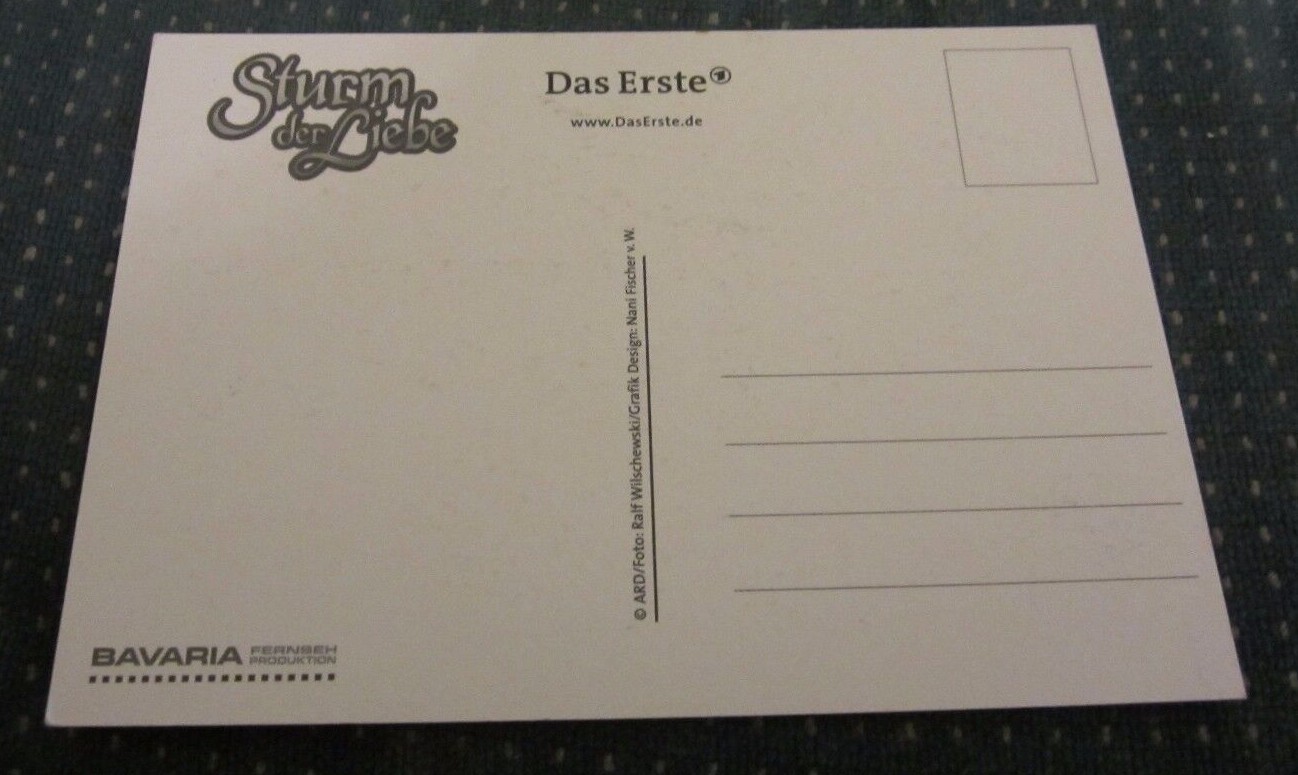 Sturm
der Liebe
Das Erste
www.DasErste.de
© ARD/Foto: Ralf Wilschewski/Grafik Design: Nani Fischer v. W.
BAVARIA FERNSEH
PRODUKTION